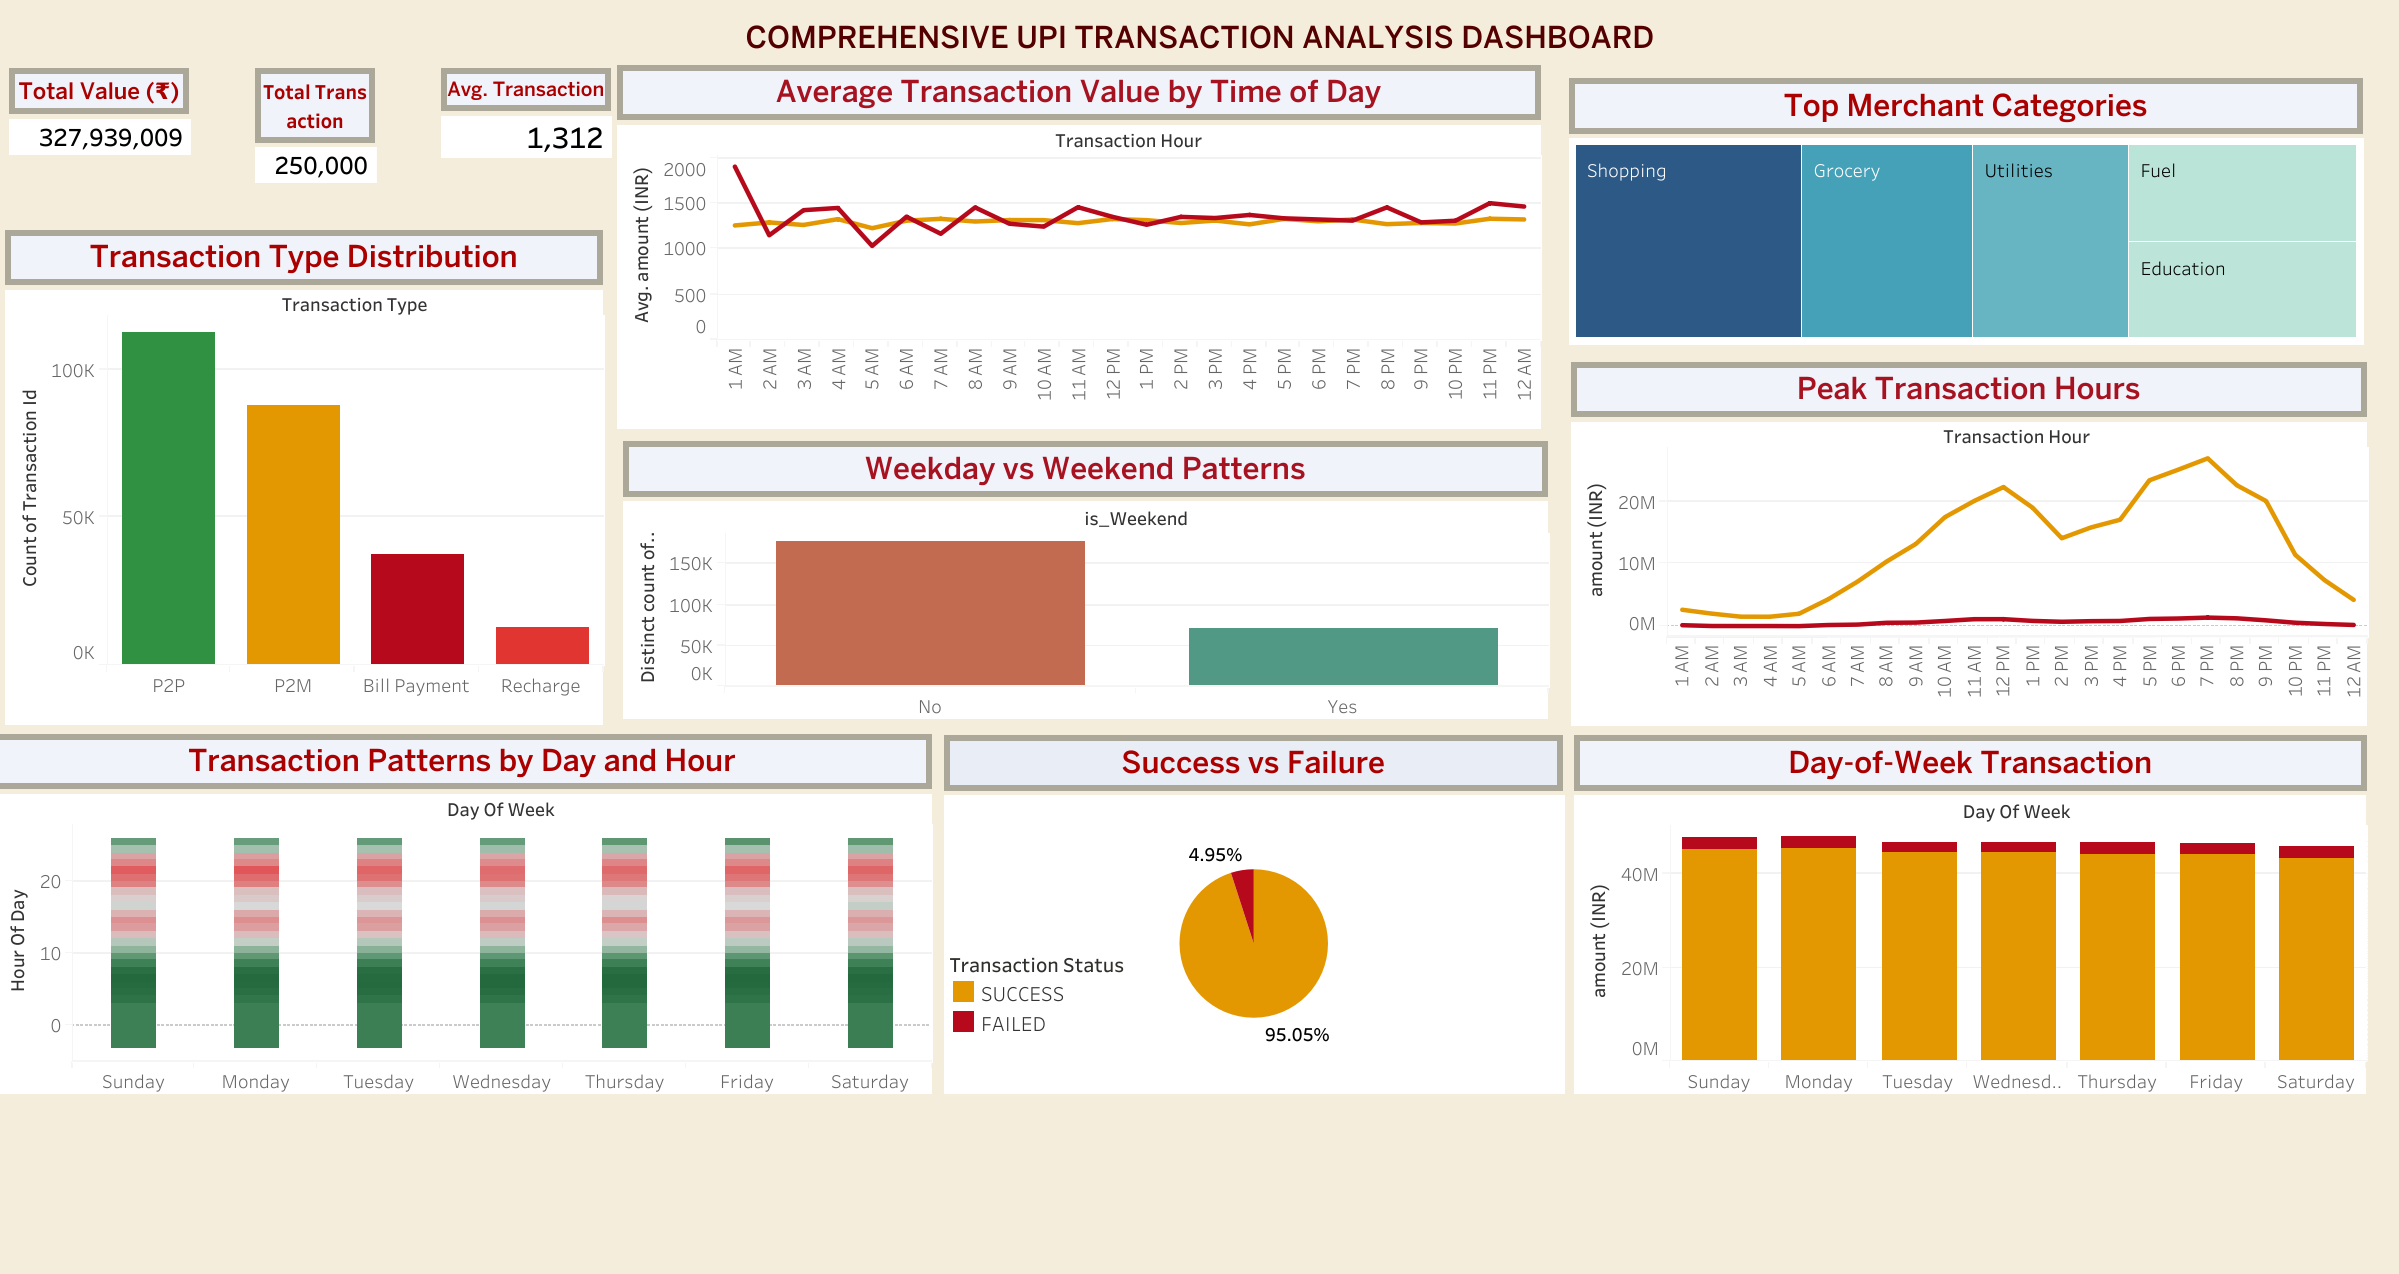 COMPREHENSIVE UPI TRANSACTION ANALYSIS DASHBOARD
Total Value (₹)
327,939,009
Total Trans
action
250,000
Avg. Transaction
1,312
Transaction Type Distribution
Transaction Type
Count of Transaction Id
100K
50K
0K
P2P
P2M
Bill Payment
Recharge
Average Transaction Value by Time of Day
Transaction Hour
Avg. amount (INR)
2000
1500
1000
500
0
1 AM
2 AM
3 AM
4 AM
5 AM
6 AM
7 AM
8 AM
9 AM
10 AM
11 AM
12 PM
1 PM
2 PM
3 PM
4 PM
5 PM
6 PM
7 PM
8 PM
9 PM
10 PM
11 PM
12 AM
Weekday vs Weekend Patterns
is_Weekend
Distinct count of..
150K
100K
50K
0K
No
Yes
Top Merchant Categories
Shopping
Grocery
Utilities
Fuel
Education
Peak Transaction Hours
Transaction Hour
amount (INR)
20M
10M
0M
1 AM
2 AM
3 AM
4 AM
5 AM
6 AM
7 AM
8 AM
9 AM
10 AM
11 AM
12 PM
1 PM
2 PM
3 PM
4 PM
5 PM
6 PM
7 PM
8 PM
9 PM
10 PM
11 PM
12 AM
Transaction Patterns by Day and Hour
Day Of Week
Hour Of Day
20
10
0
Sunday
Monday
Tuesday
Wednesday
Thursday
Friday
Saturday
Success vs Failure
4.95%
95.05%
Transaction Status
SUCCESS
FAILED
Day-of-Week Transaction
Day Of Week
amount (INR)
40M
20M
0M
Sunday
Monday
Tuesday
Wednesd..
Thursday
Friday
Saturday